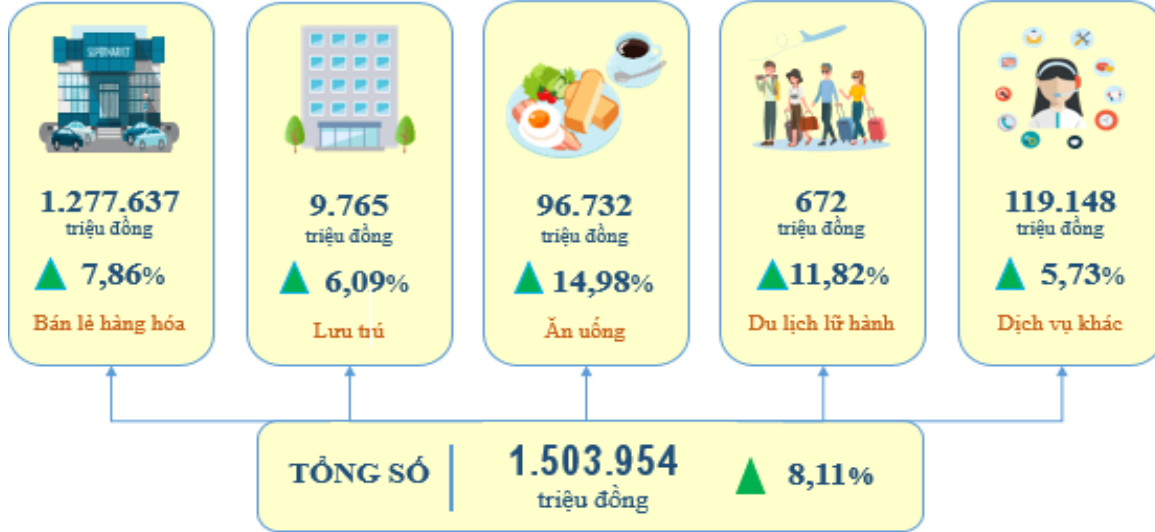 SUPERMARKT
1.277.637
triệu đồng
7,86%
Bán lẻ hàng hóa
9.765
triệu đồng
6,09%
Lưu trú
96.732
triệu đồng
14,98%
Ăn uống
672
triệu đồng
11,82%
Du lịch lữ hành
119.148
triệu đồng
5,73%
Dịch vụ khác
TỔNG SỐ
1.503.954
triệu đồng
8,11%